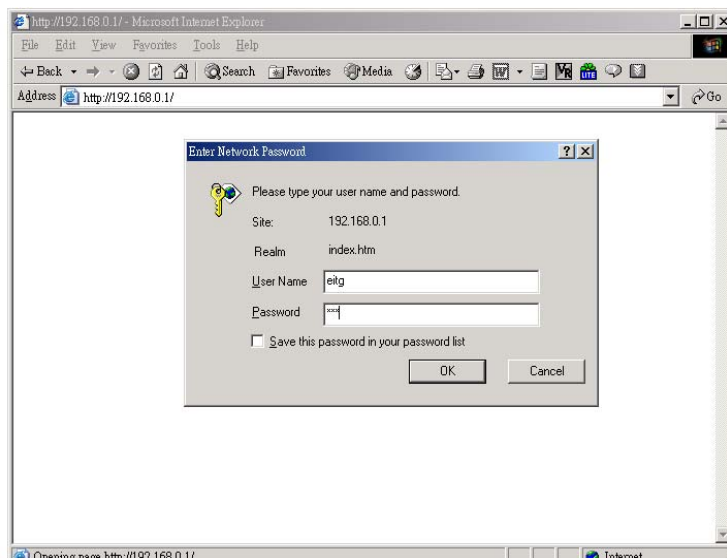 http://192.168.0.1/ - Microsoft Internet Explorer
File Edit View Favorites Tools Help
Back Search Favorites Media
Address http://192.168.0.1/ Go
Enter Network Password
Please type your user name and password.
Site: 192.168.0.1
Realm index.htm
User Name eitg
Password ***
Save this password in your password list
OK Cancel
Opening page http://192.168.0.1/ Internet